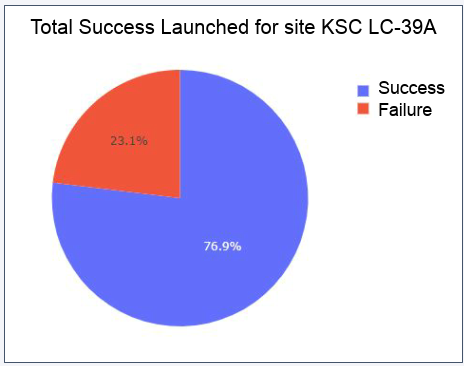 Total Success Launched for site KSC LC-39A
Success
Failure
23.1%
76.9%